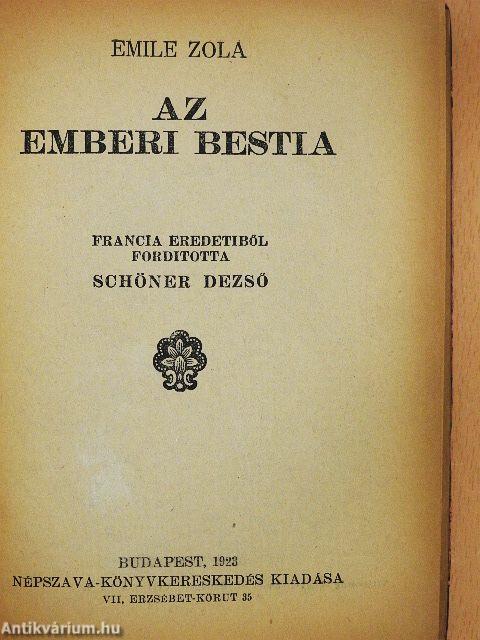 EMILE ZOLA
AZ
EMBERI BESTIA
FRANCIA EREDETIBŐL
FORDITOTTA
SCHÖNER DEZSŐ
BUDAPEST, 1923
NÉPSZAVA-KÖNYVKERESKEDÉS KIADÁSA
VII, ERZSÉBET-KÖRUT 35
Antikvárium.hu